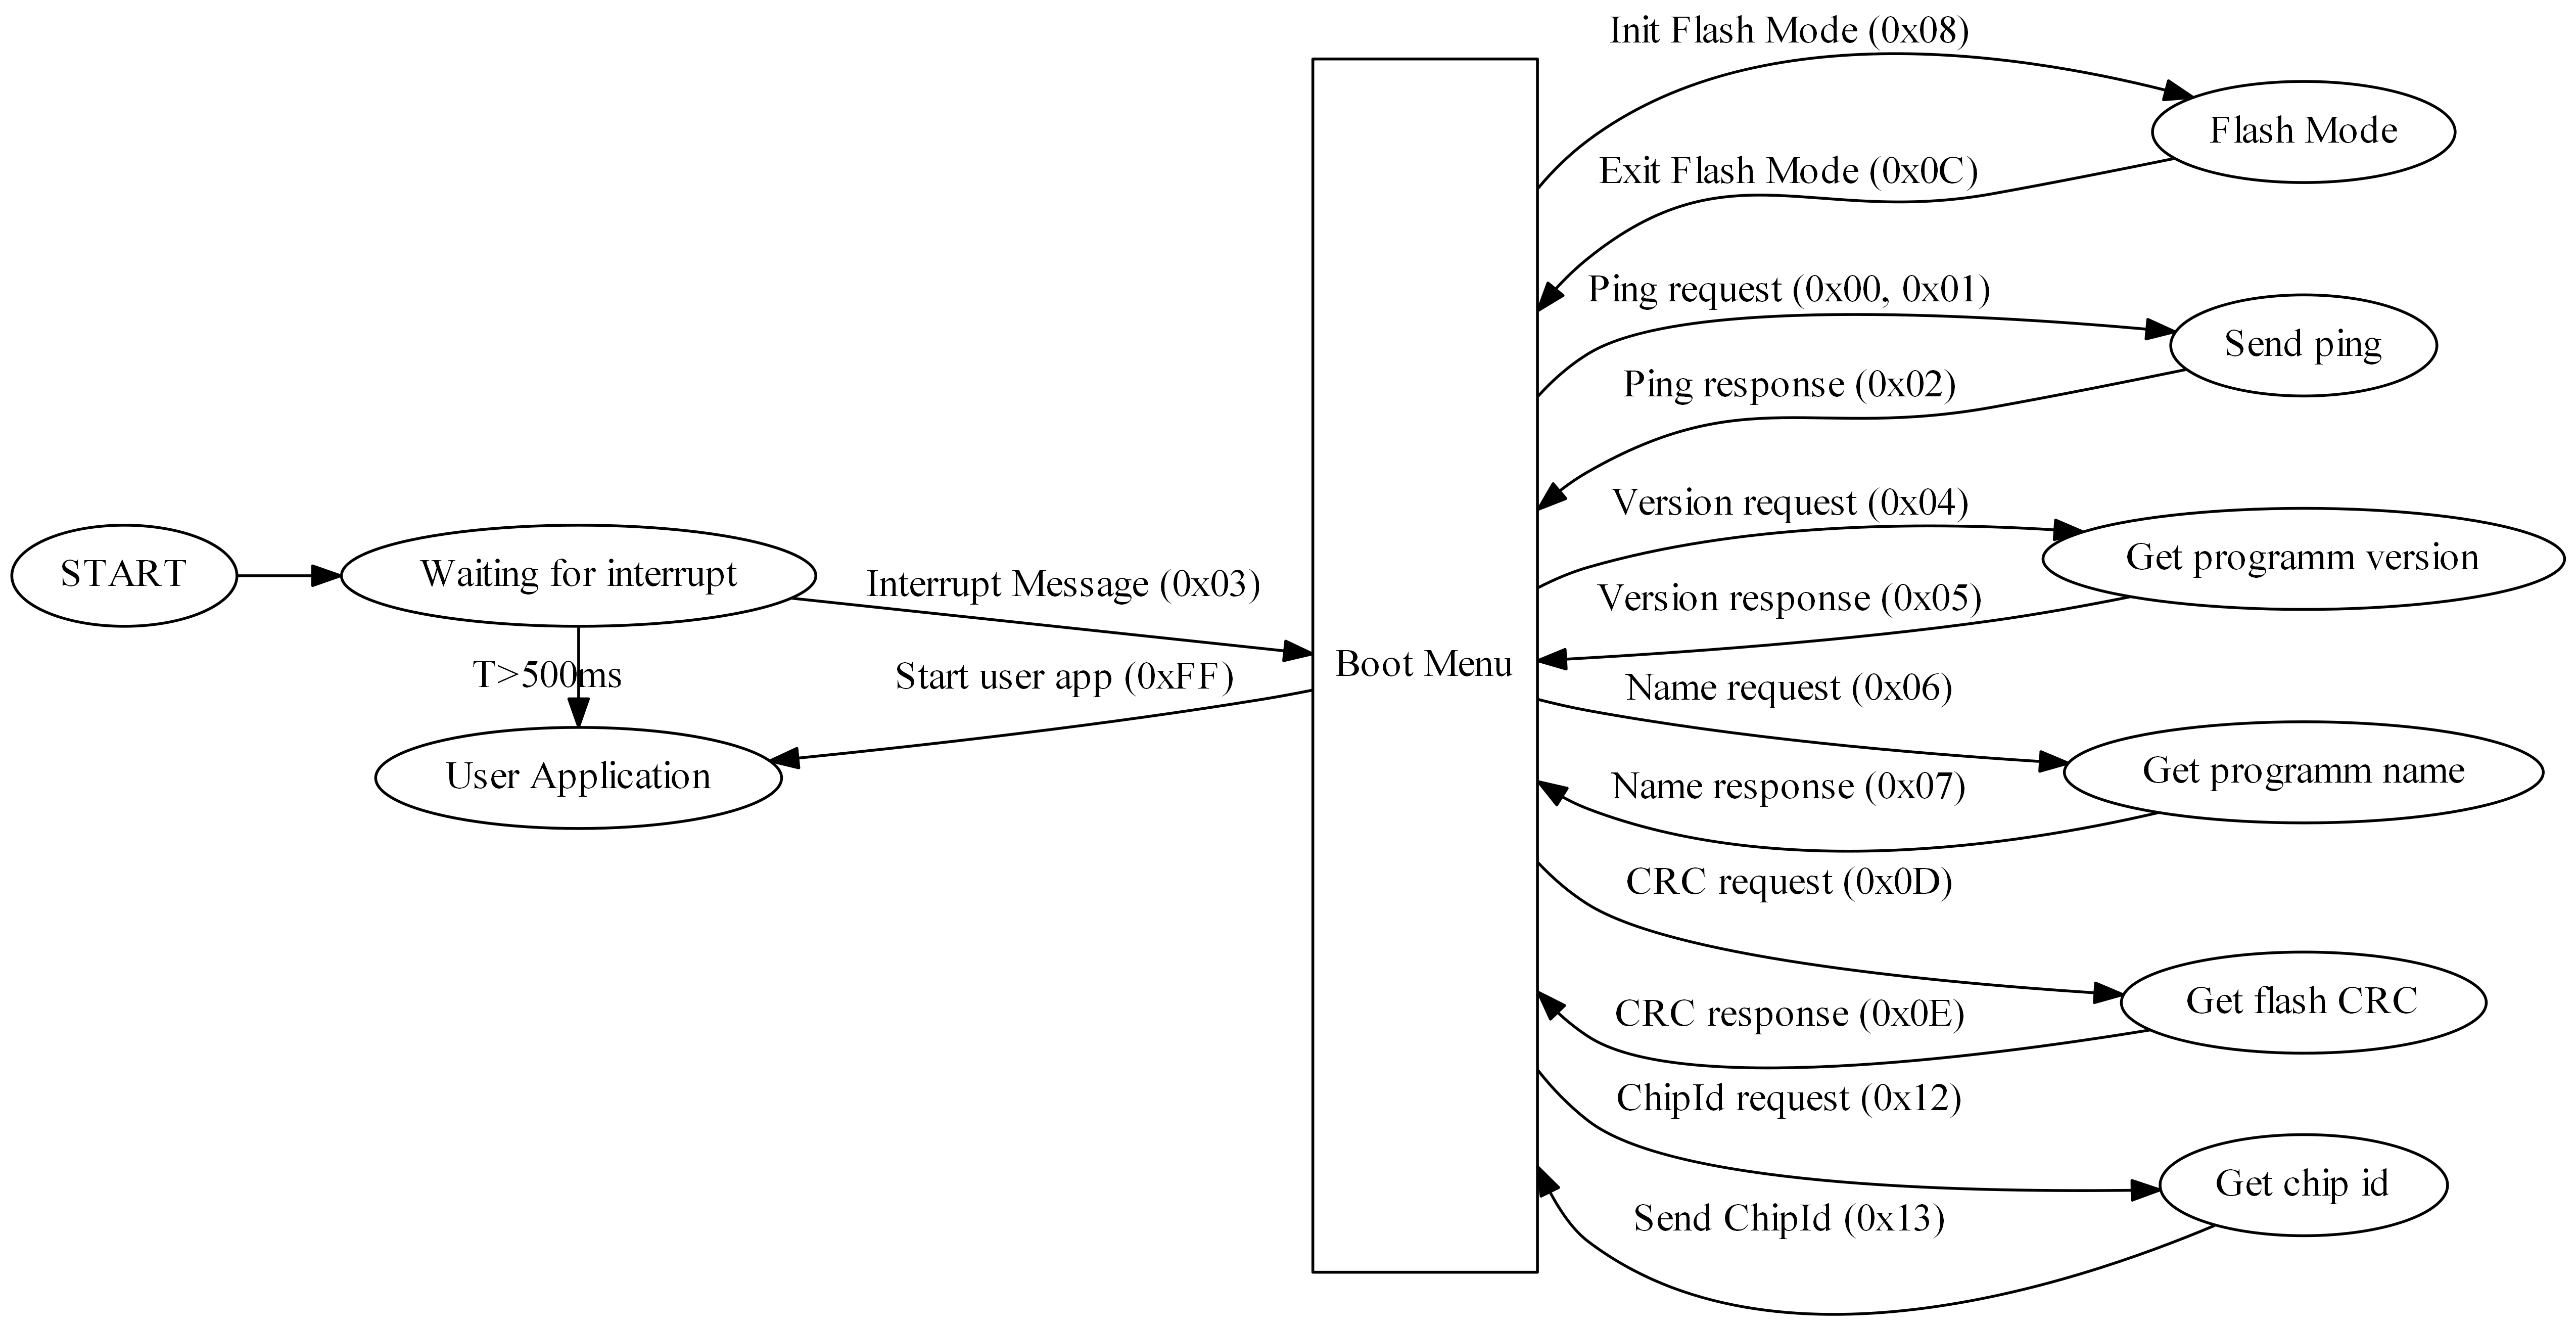 Init Flash Mode (0x08)
Flash Mode
Exit Flash Mode (0x0C)
Ping request (0x00, 0x01)
Send ping
Ping response (0x02)
Version request (0x04)
Get programm version
Version response (0x05)
START
Waiting for interrupt
Interrupt Message (0x03)
Boot Menu
T>500ms
Start user app (0xFF)
User Application
Name request (0x06)
Get programm name
Name response (0x07)
CRC request (0x0D)
Get flash CRC
CRC response (0x0E)
ChipId request (0x12)
Get chip id
Send ChipId (0x13)